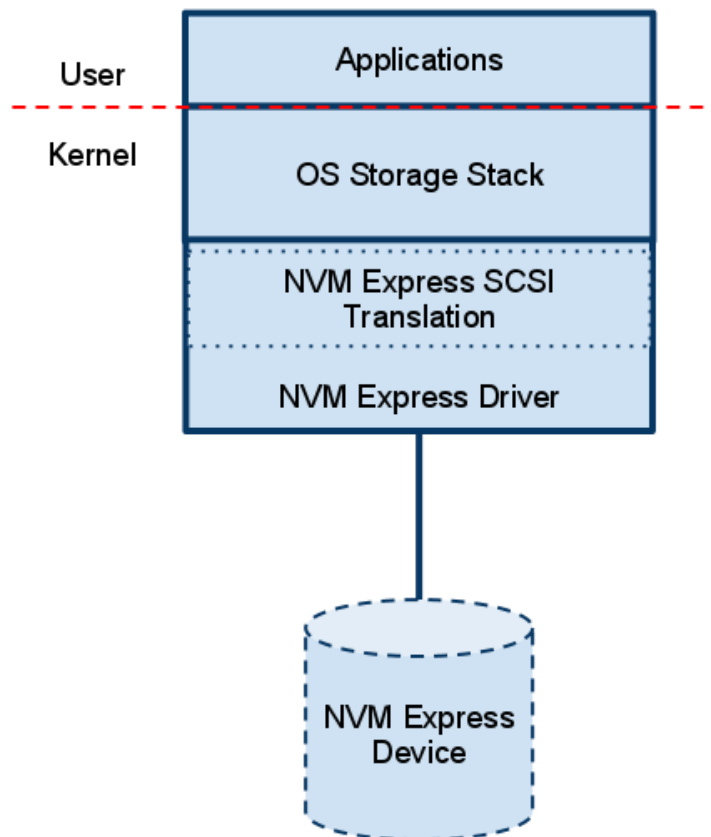 Applications
User
Kernel
OS Storage Stack
NVM Express SCSI
Translation
NVM Express Driver
NVM Express
Device